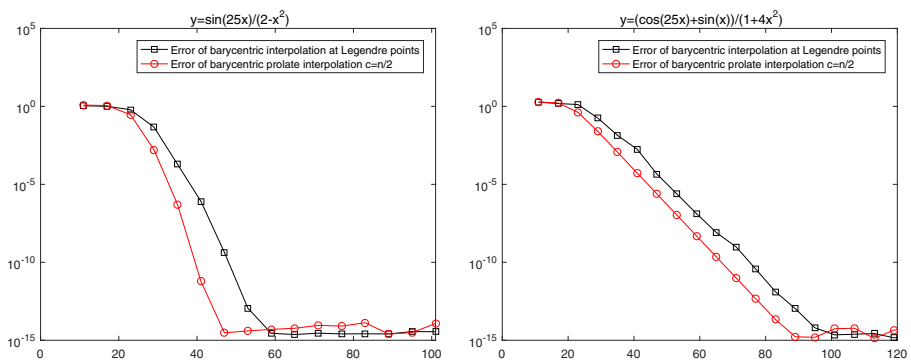 y=sin(25x)/(2-x²)
10⁵
10⁰
10⁻⁵
10⁻¹⁰
10⁻¹⁵
0 20 40 60 80 100
Error of barycentric interpolation at Legendre points
Error of barycentric prolate interpolation c=n/2
y=(cos(25x)+sin(x))/(1+4x²)
10⁵
10⁰
10⁻⁵
10⁻¹⁰
10⁻¹⁵
0 20 40 60 80 100 120
Error of barycentric interpolation at Legendre points
Error of barycentric prolate interpolation c=n/2